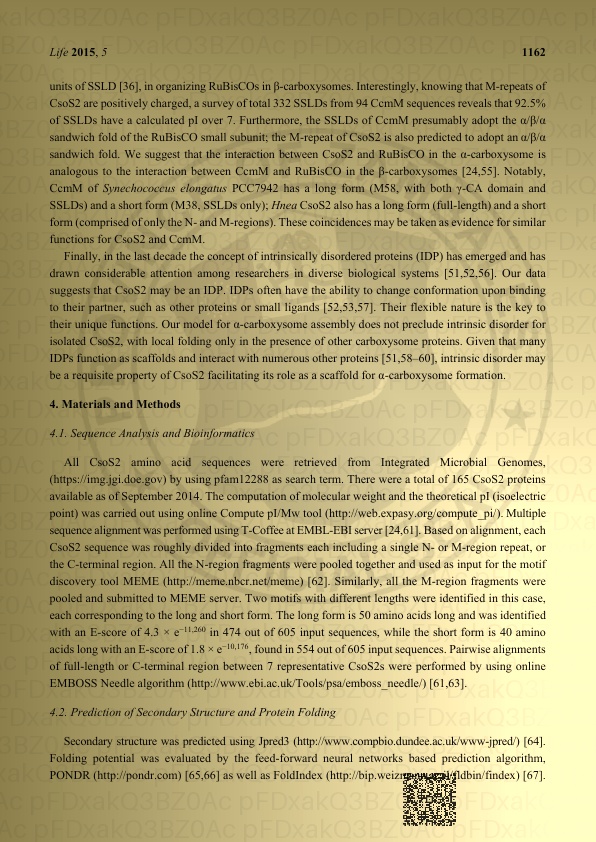 Life 2015, 5 1162
units of SSLD [36], in organizing RuBisCOs in β-carboxysomes. Interestingly, knowing that M-repeats of
CsoS2 are positively charged, a survey of total 332 SSLDs from 94 CcmM sequences reveals that 92.5%
of SSLDs have a calculated pI over 7. Furthermore, the SSLDs of CcmM presumably adopt the α/β/α
sandwich fold of the RuBisCO small subunit; the M-repeat of CsoS2 is also predicted to adopt an α/β/α
sandwich fold. We suggest that the interaction between CsoS2 and RuBisCO in the α-carboxysome is
analogous to the interaction between CcmM and RuBisCO in the β-carboxysomes [24,55]. Notably,
CcmM of Synechococcus elongatus PCC7942 has a long form (M58, with both γ-CA domain and
SSLDs) and a short form (M38, SSLDs only); Hnea CsoS2 also has a long form (full-length) and a short
form (comprised of only the N- and M-regions). These coincidences may be taken as evidence for similar
functions for CsoS2 and CcmM.
Finally, in the last decade the concept of intrinsically disordered proteins (IDP) has emerged and has
drawn considerable attention among researchers in diverse biological systems [51,52,56]. Our data
suggests that CsoS2 may be an IDP. IDPs often have the ability to change conformation upon binding
to their partner, such as other proteins or small ligands [52,53,57]. Their flexible nature is the key to
their unique functions. Our model for α-carboxysome assembly does not preclude intrinsic disorder for
isolated CsoS2, with local folding only in the presence of other carboxysome proteins. Given that many
IDPs function as scaffolds and interact with numerous other proteins [51,58–60], intrinsic disorder may
be a requisite property of CsoS2 facilitating its role as a scaffold for α-carboxysome formation.
4. Materials and Methods
4.1. Sequence Analysis and Bioinformatics
All CsoS2 amino acid sequences were retrieved from Integrated Microbial Genomes,
(https://img.jgi.doe.gov) by using pfam12288 as search term. There were a total of 165 CsoS2 proteins
available as of September 2014. The computation of molecular weight and the theoretical pI (isoelectric
point) was carried out using online Compute pI/Mw tool (http://web.expasy.org/compute_pi/). Multiple
sequence alignment was performed using T-Coffee at EMBL-EBI server [24,61]. Based on alignment, each
CsoS2 sequence was roughly divided into fragments each including a single N- or M-region repeat, or
the C-terminal region. All the N-region fragments were pooled together and used as input for the motif
discovery tool MEME (http://meme.nbcr.net/meme) [62]. Similarly, all the M-region fragments were
pooled and submitted to MEME server. Two motifs with different lengths were identified in this case,
each corresponding to the long and short form. The long form is 50 amino acids long and was identified
with an E-score of 4.3 × e−11,260 in 474 out of 605 input sequences, while the short form is 40 amino
acids long with an E-score of 1.8 × e−10,176, found in 554 out of 605 input sequences. Pairwise alignments
of full-length or C-terminal region between 7 representative CsoS2s were performed by using online
EMBOSS Needle algorithm (http://www.ebi.ac.uk/Tools/psa/emboss_needle/) [61,63].
4.2. Prediction of Secondary Structure and Protein Folding
Secondary structure was predicted using Jpred3 (http://www.compbio.dundee.ac.uk/www-jpred/) [64].
Folding potential was evaluated by the feed-forward neural networks based prediction algorithm,
PONDR (http://pondr.com) [65,66] as well as FoldIndex (http://bip.weizm fldbin/findex) [67].